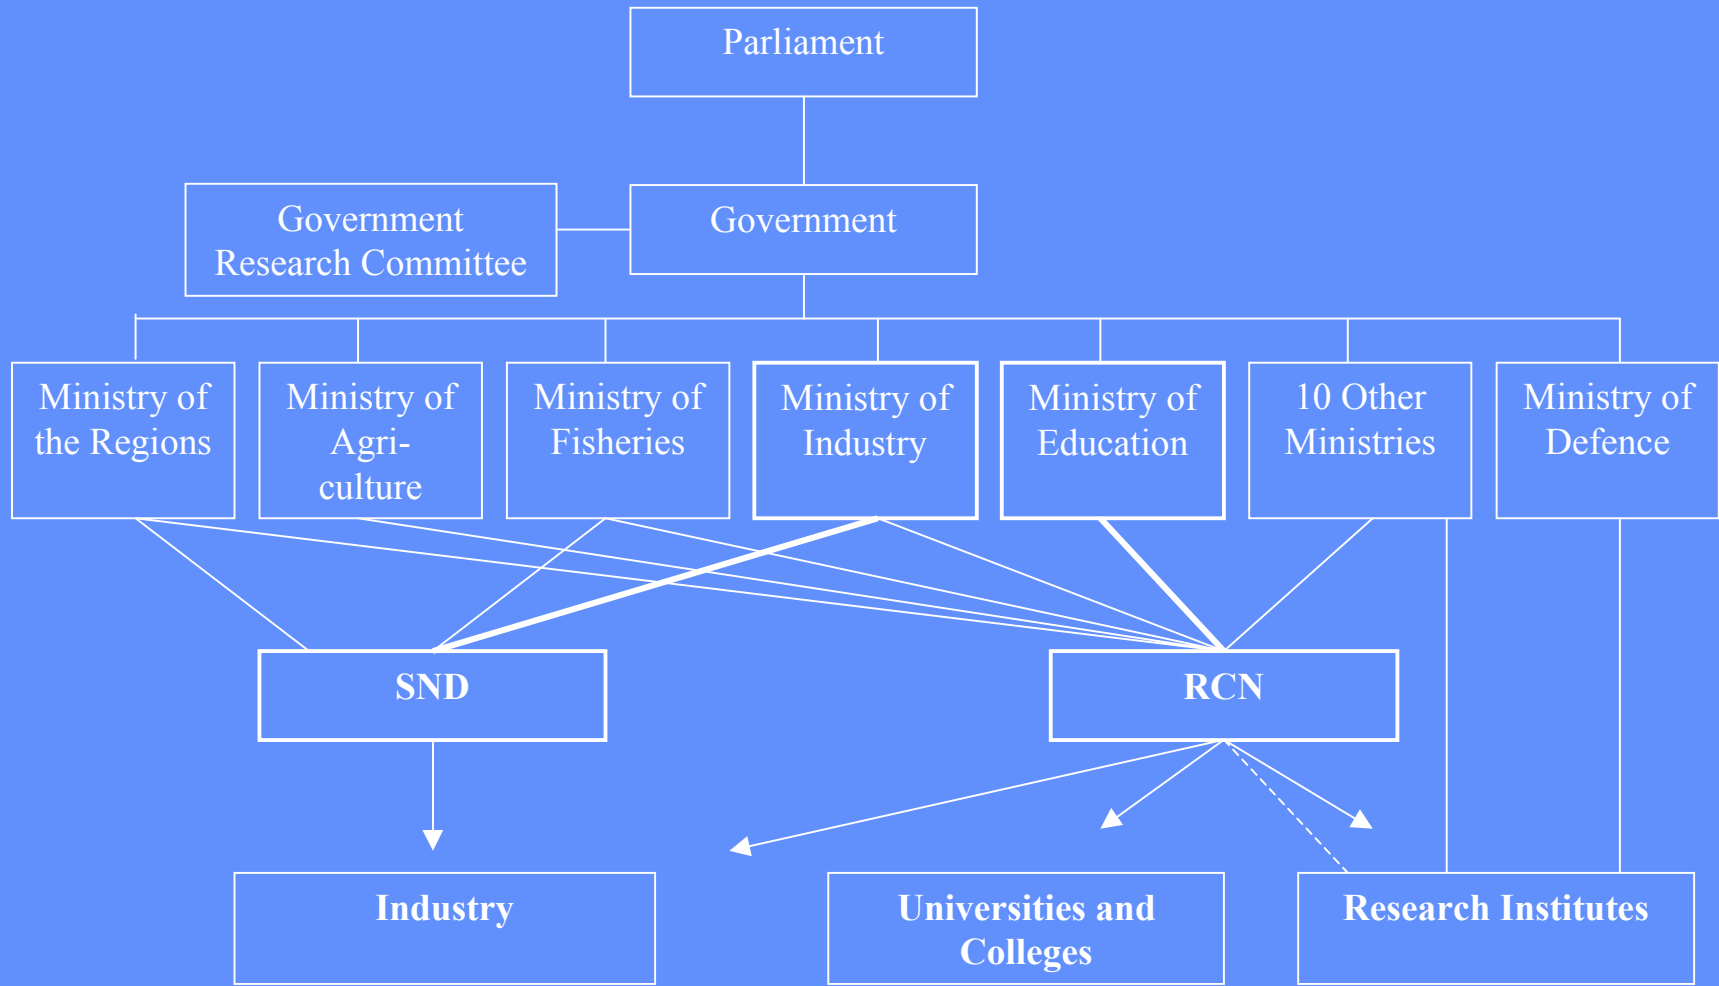 Parliament
Government
Research Committee
Government
Ministry of
the Regions
Ministry of
Agri-
culture
Ministry of
Fisheries
Ministry of
Industry
Ministry of
Education
10 Other
Ministries
Ministry of
Defence
SND
RCN
Industry
Universities and
Colleges
Research Institutes